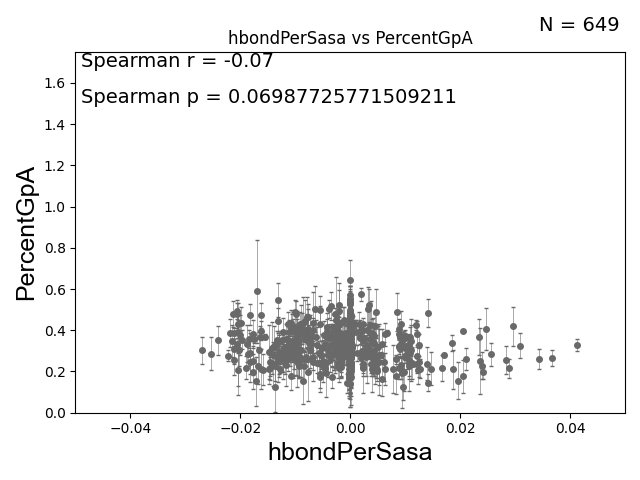 N = 649
hbondPerSasa vs PercentGpA
Spearman r = -0.07
Spearman p = 0.06987725771509211
PercentGpA
1.6
1.4
1.2
1.0
0.8
0.6
0.4
0.2
0.0
−0.04 −0.02 0.00 0.02 0.04
hbondPerSasa